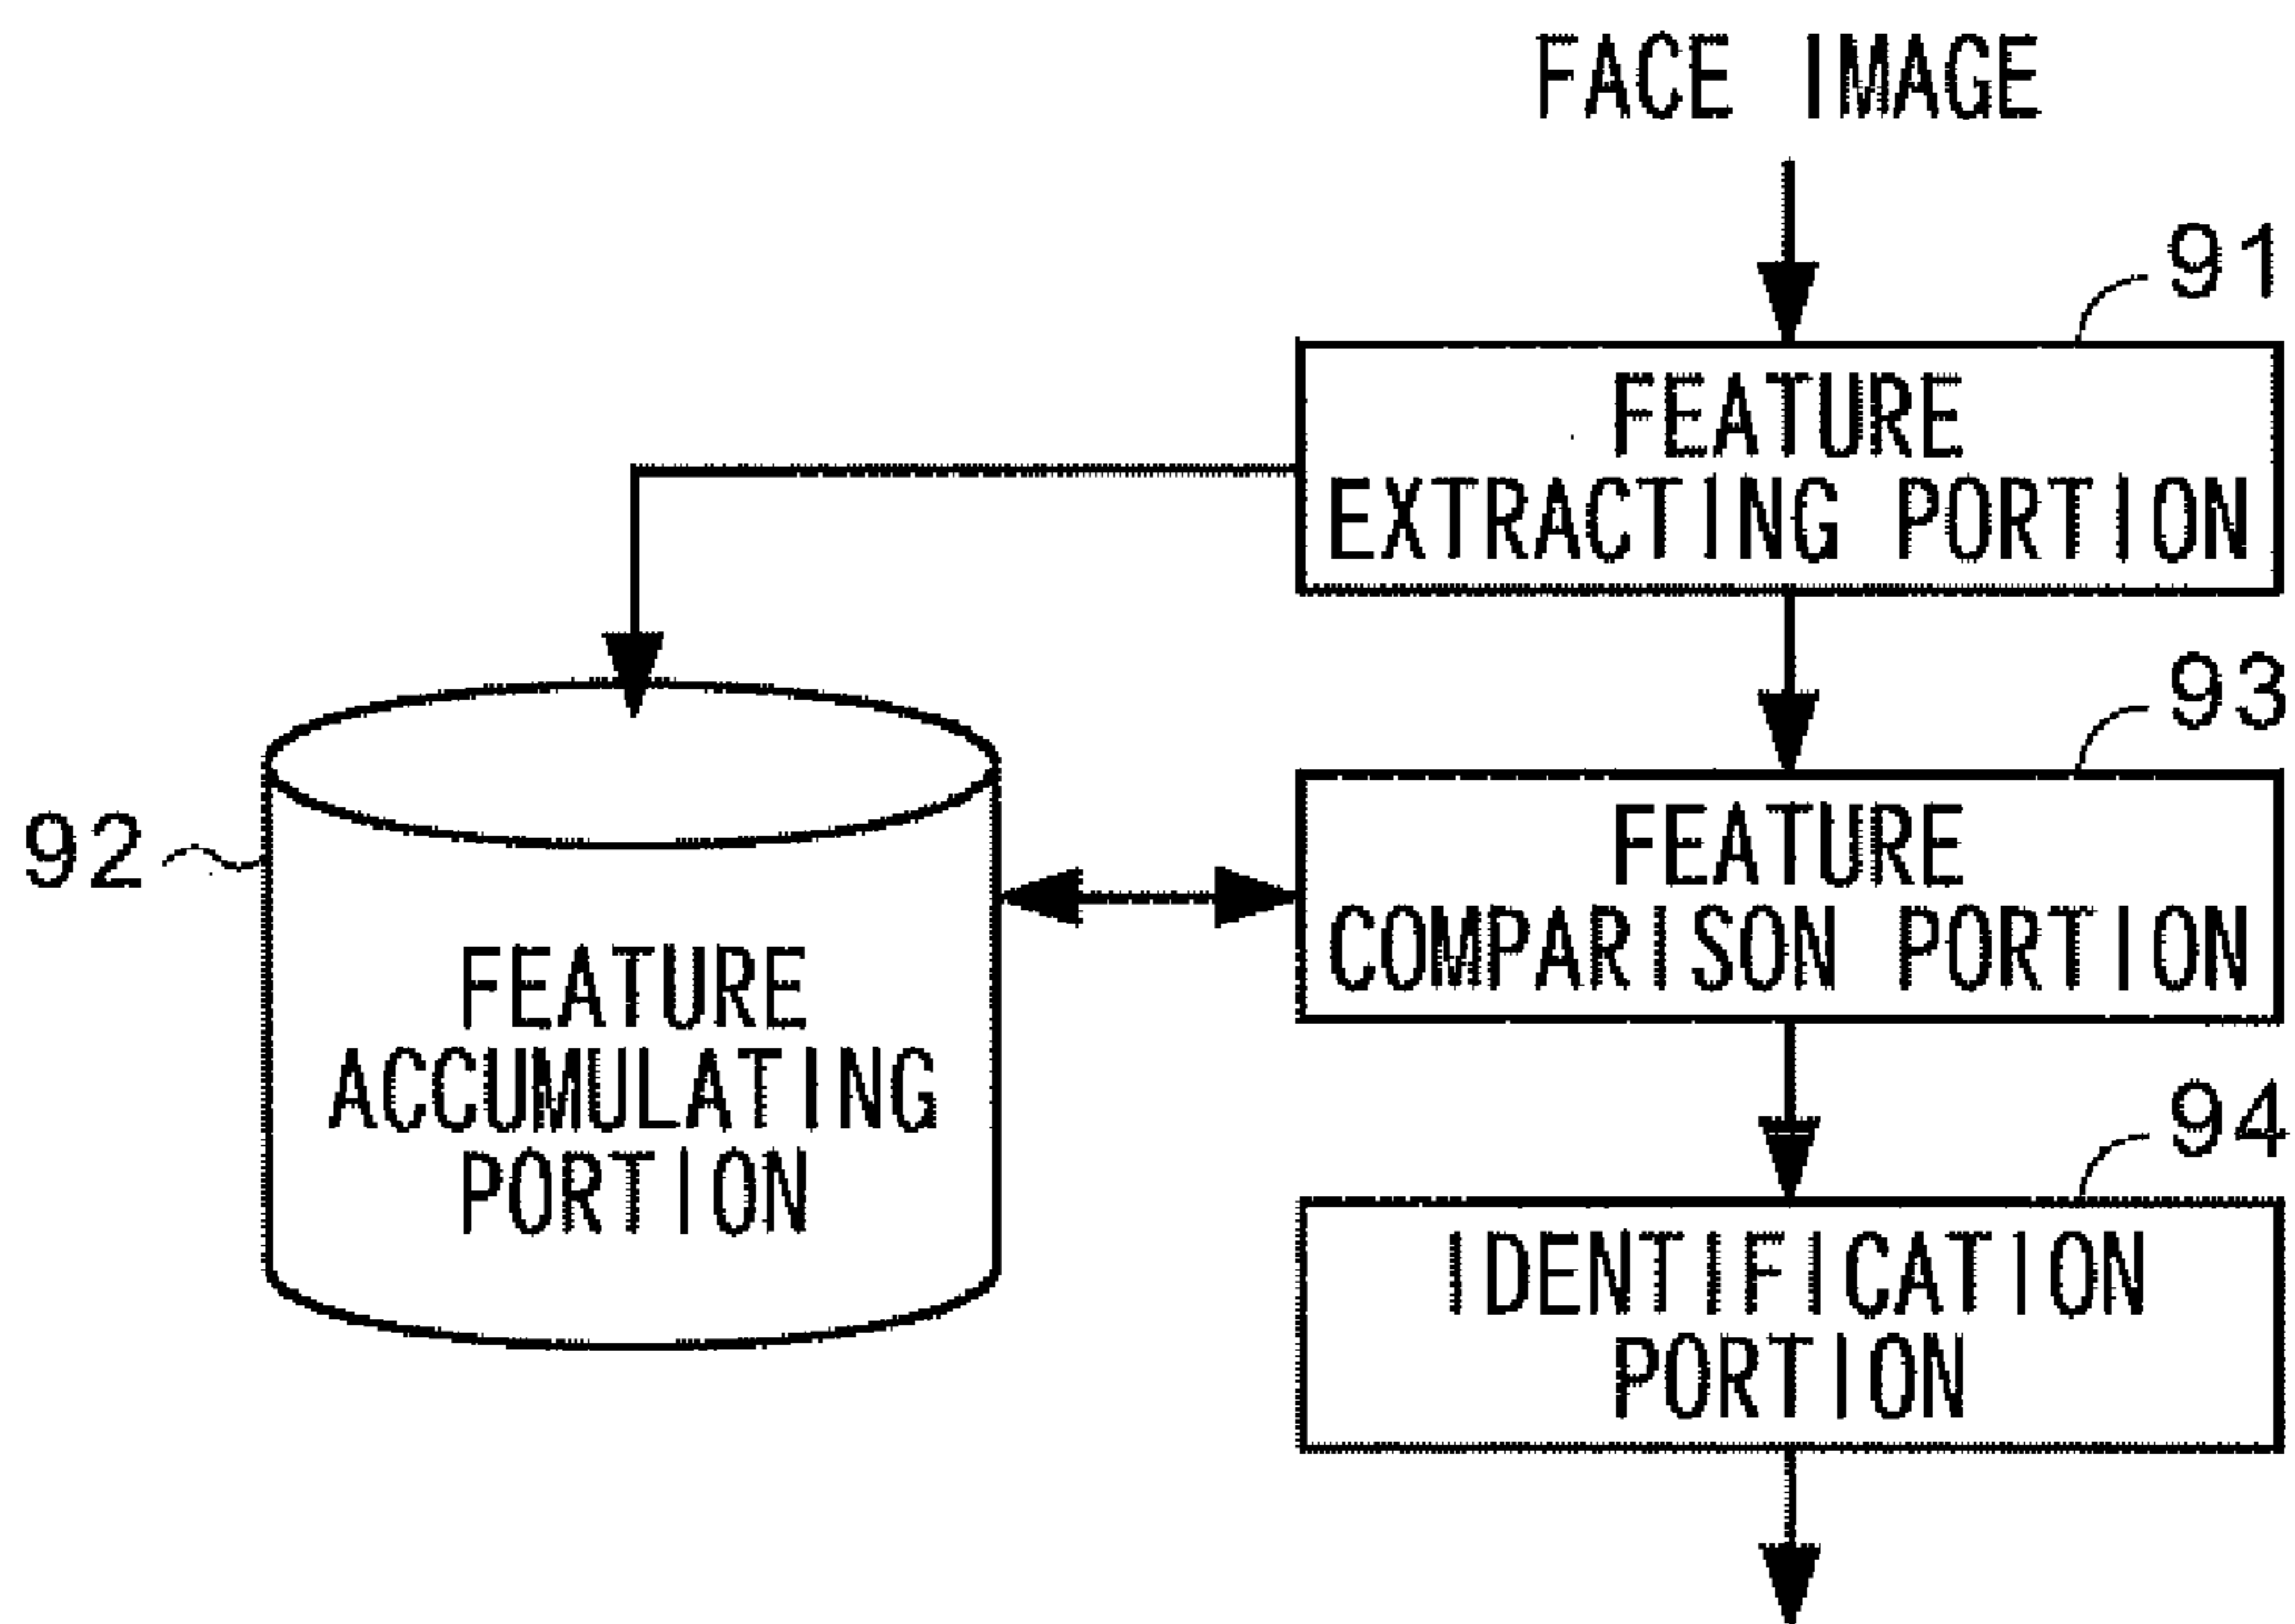 FACE IMAGE
91
FEATURE
EXTRACTING PORTION
93
FEATURE
COMPARISON PORTION
92
FEATURE
ACCUMULATING
PORTION
94
IDENTIFICATION
PORTION